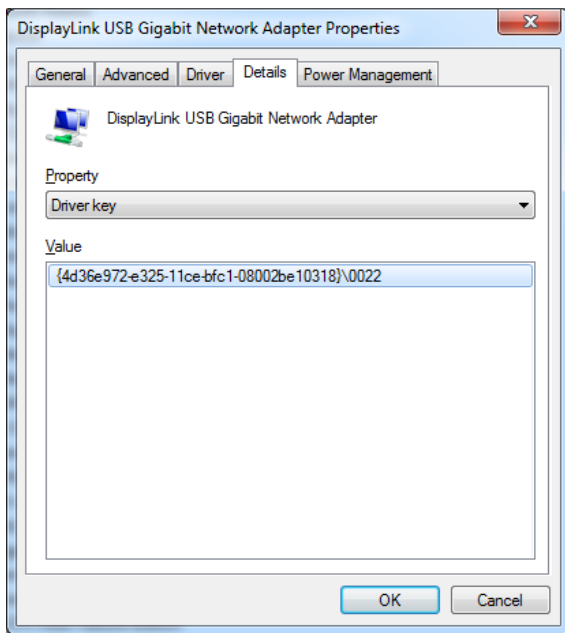 DisplayLink USB Gigabit Network Adapter Properties
General Advanced Driver Details Power Management
DisplayLink USB Gigabit Network Adapter
Property
Driver key
Value
{4d36e972-e325-11ce-bfc1-08002be10318}\0022
OK Cancel